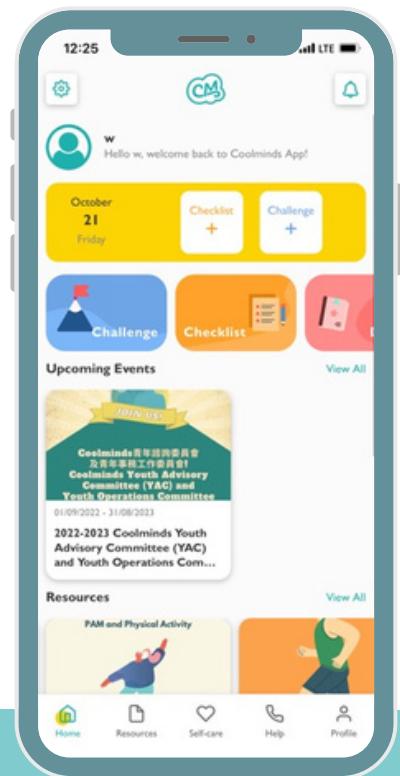 12:25
LTE
CM
w
Hello w, welcome back to Coolminds App!
October
21
Friday
Checklist
+
Challenge
+
Challenge
Checklist
Upcoming Events
View All
JOIN US!
Coolminds青年諮詢委員會
及青年事務工作委員會!
Coolminds Youth Advisory
Committee (YAC) and
Youth Operations Committee
01/09/2022 - 31/08/2023
2022-2023 Coolminds Youth
Advisory Committee (YAC)
and Youth Operations Com...
Resources
View All
PAM and Physical Activity
Home
Resources
Self-care
Help
Profile